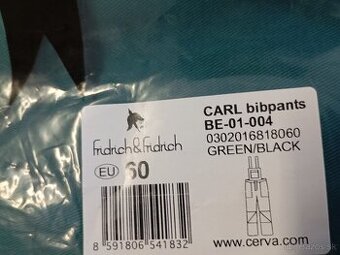 Fridrich&Fridrich
EU 60
8 591806 541832
CARL bibpants
BE-01-004
0302016818060
GREEN/BLACK
www.cerva.com